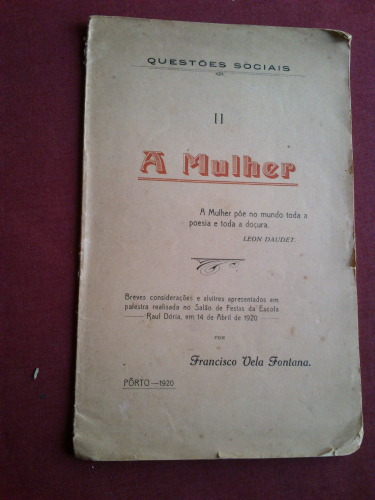 QUESTÕES SOCIAIS
II
A Mulher
A Mulher põe no mundo toda a
poesia e toda a doçura.
LEON DAUDET.
Breves considerações e alvitres apresentados em
palestra realisada no Salão de Festas da Escola
Raul Dória, em 14 de Abril de 1920
POR
Francisco Vela Fontana.
PÔRTO—1920